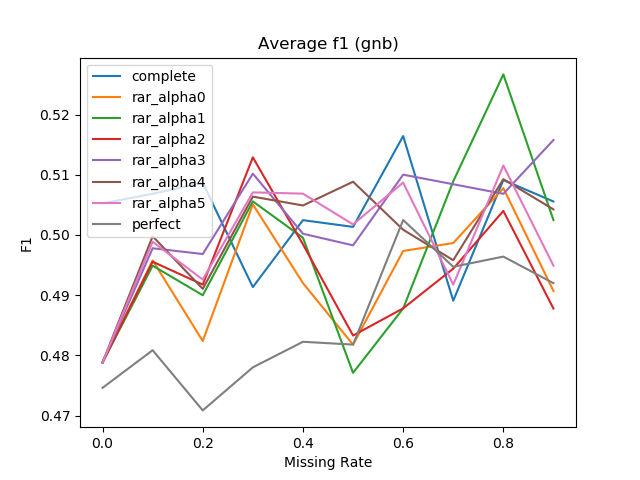 Average f1 (gnb)
complete
rar_alpha0
rar_alpha1
rar_alpha2
rar_alpha3
rar_alpha4
rar_alpha5
perfect
0.52
0.51
0.50
0.49
0.48
0.47
F1
0.0 0.2 0.4 0.6 0.8
Missing Rate